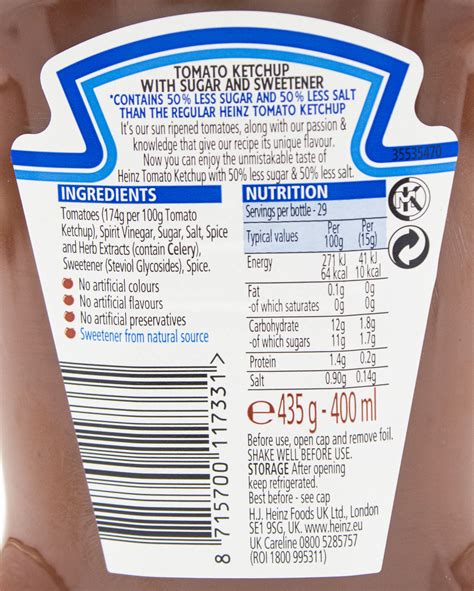 TOMATO KETCHUP
WITH SUGAR AND SWEETENER
*CONTAINS 50% LESS SUGAR AND 50% LESS SALT
THAN THE REGULAR HEINZ TOMATO KETCHUP
It's our sun ripened tomatoes, along with our passion &
knowledge that give our recipe its unique flavour.
Now you can enjoy the unmistakable taste of
Heinz Tomato Ketchup with 50% less sugar & 50% less salt.
35535470
INGREDIENTS
Tomatoes (174g per 100g Tomato
Ketchup), Spirit Vinegar, Sugar, Salt, Spice
and Herb Extracts (contain Celery),
Sweetener (Steviol Glycosides), Spice.
No artificial colours
No artificial flavours
No artificial preservatives
Sweetener from natural source
8 715700 117331 >
NUTRITION
Servings per bottle - 29
Typical values Per 100g Per (15g)
Energy 271 kJ 41 kJ
64 kcal 10 kcal
Fat 0.1g 0g
-of which saturates 0g 0g
Carbohydrate 12g 1.8g
-of which sugars 11g 1.7g
Protein 1.4g 0.2g
Salt 0.90g 0.14g
e 435 g - 400 ml
Before use, open cap and remove foil.
SHAKE WELL BEFORE USE.
STORAGE After opening
keep refrigerated.
Best before - see cap
H.J. Heinz Foods UK Ltd., London
SE1 9SG, UK. www.heinz.eu
UK Careline 0800 5285757
(ROI 1800 995311)